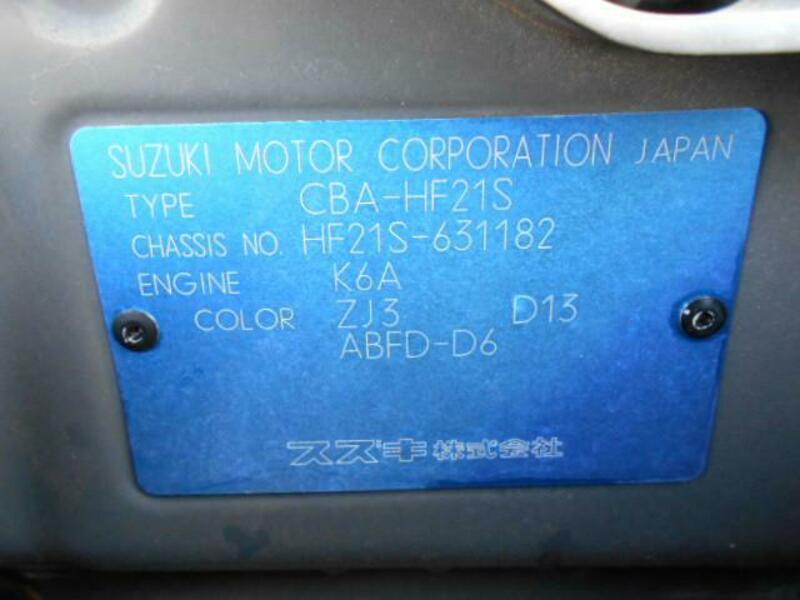 SUZUKI MOTOR CORPORATION JAPAN
TYPE CBA-HF21S
CHASSIS NO. HF21S-631182
ENGINE K6A
COLOR ZJ3 D13
ABFD-D6
スズキ株式会社